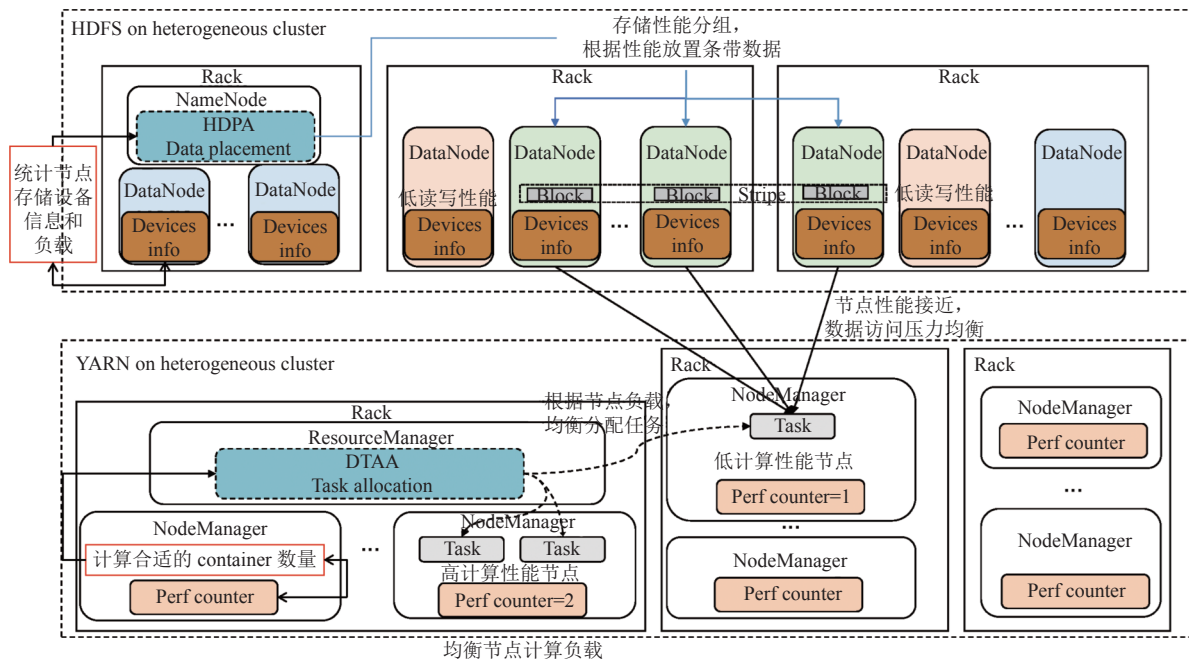 HDFS on heterogeneous cluster
存储性能分组，
根据性能放置条带数据
Rack
NameNode
HDPA
Data placement
统计节点
存储设备
信息和
负载
DataNode
Devices
info
...
DataNode
Devices
info
Rack
DataNode
低读写性能
Devices
info
DataNode
Block
Devices
info
...
DataNode
Block
Devices
info
Stripe
Rack
DataNode
Block
Devices
info
DataNode
低读写性能
Devices
info
...
DataNode
Devices
info
节点性能接近，
数据访问压力均衡
YARN on heterogeneous cluster
Rack
ResourceManager
DTAA
Task allocation
根据节点负载，
均衡分配任务
NodeManager
计算合适的 container 数量
Perf counter
...
NodeManager
Task
Task
高计算性能节点
Perf counter=2
Rack
NodeManager
Task
低计算性能节点
Perf counter=1
...
NodeManager
Perf counter
Rack
NodeManager
Perf counter
...
NodeManager
Perf counter
均衡节点计算负载